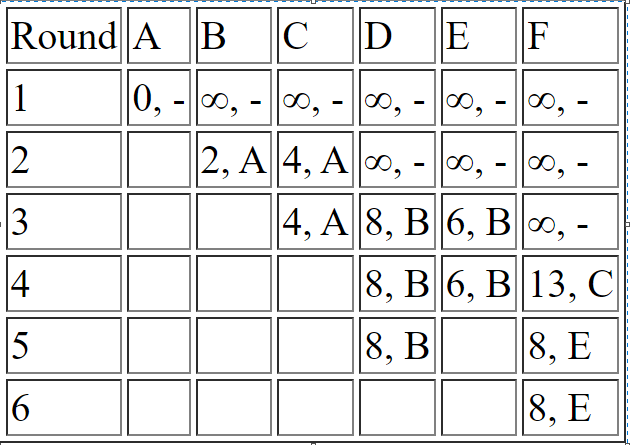 Round A B C D E F
1 0, - ∞, - ∞, - ∞, - ∞, - ∞, -
2 2, A 4, A ∞, - ∞, - ∞, -
3 4, A 8, B 6, B ∞, -
4 8, B 6, B 13, C
5 8, B 8, E
6 8, E